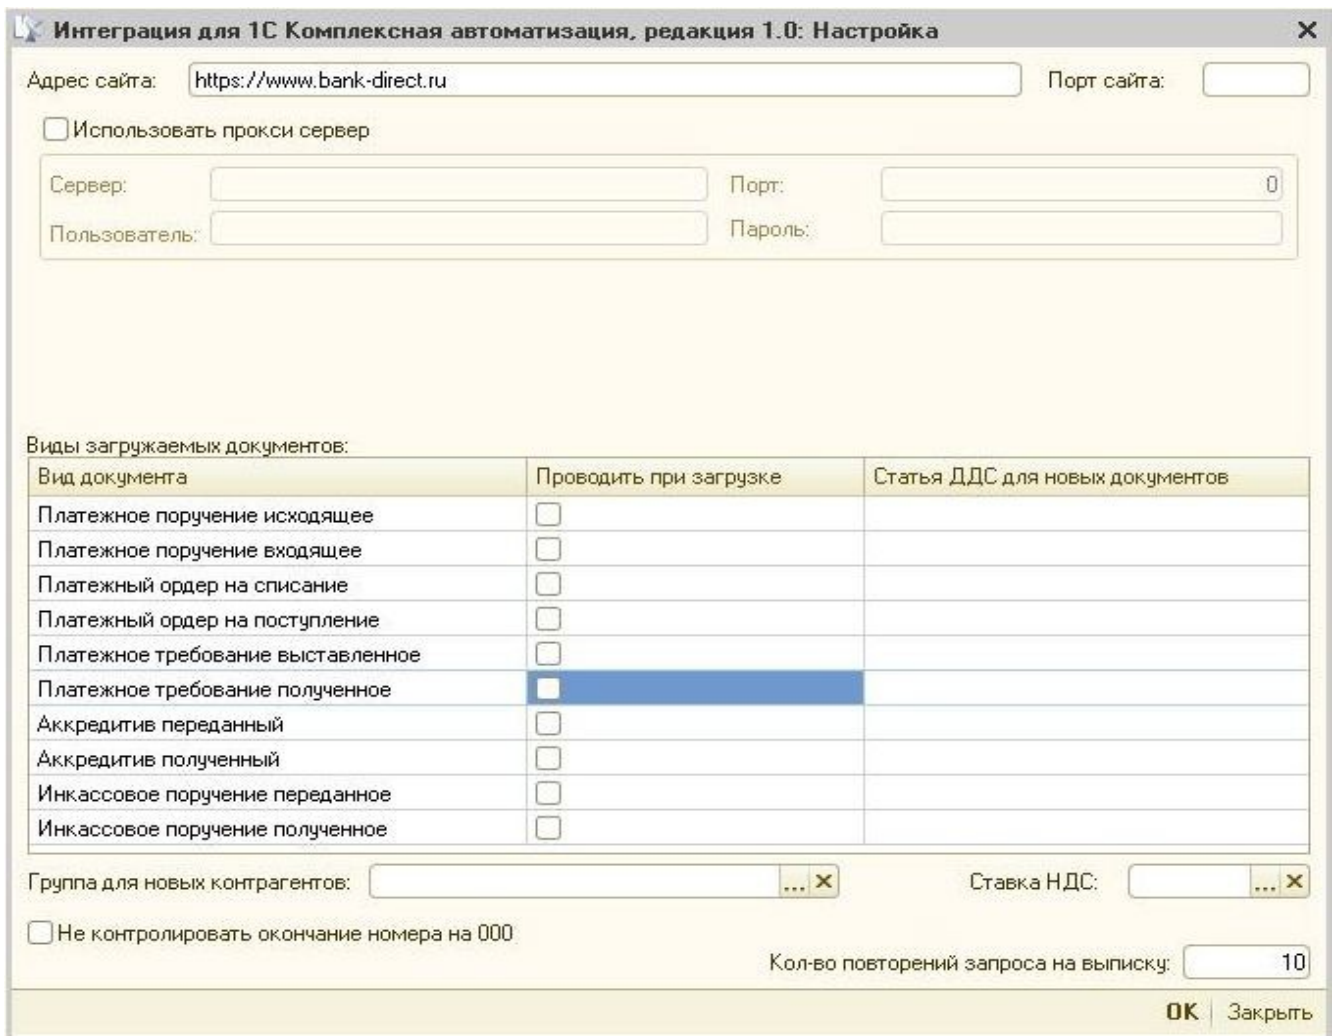 Интеграция для 1С Комплексная автоматизация, редакция 1.0: Настройка
Адрес сайта: https://www.bank-direct.ru Порт сайта:
Использовать прокси сервер
Сервер: Порт: 0
Пользователь: Пароль:
Виды загружаемых документов:
Вид документа Проводить при загрузке Статья ДДС для новых документов
Платежное поручение исходящее
Платежное поручение входящее
Платежный ордер на списание
Платежный ордер на поступление
Платежное требование выставленное
Платежное требование полученное
Аккредитив переданный
Аккредитив полученный
Инкассовое поручение переданное
Инкассовое поручение полученное
Группа для новых контрагентов: ... Ставка НДС: ...
Не контролировать окончание номера на 000
Кол-во повторений запроса на выписку: 10
OK Закрыть